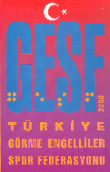 GESF
2000
TÜRKİYE
GÖRME ENGELLİLER
SPOR FEDERASYONU